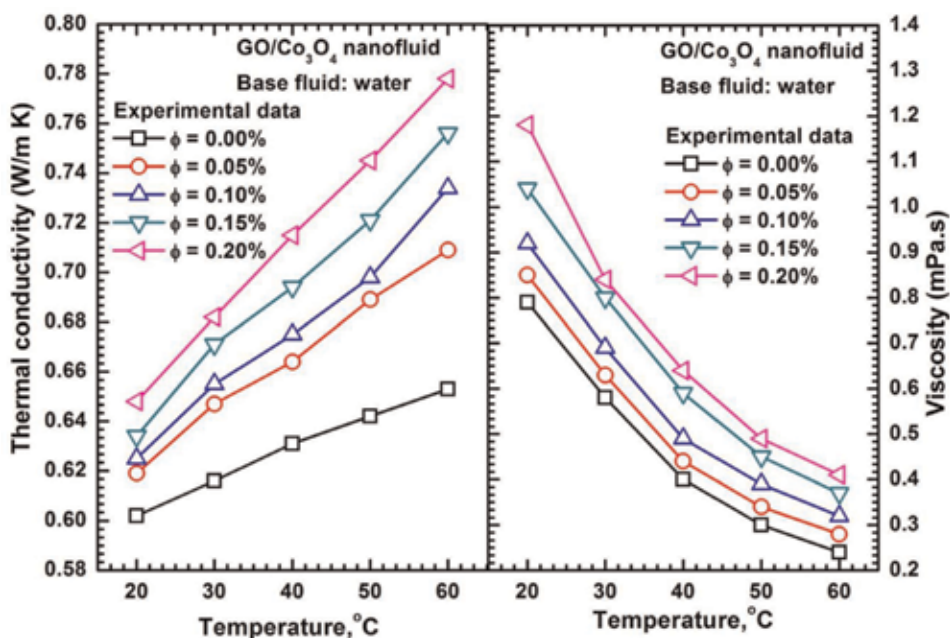 GO/Co₃O₄ nanofluid
Base fluid: water
Experimental data
ϕ = 0.00%
ϕ = 0.05%
ϕ = 0.10%
ϕ = 0.15%
ϕ = 0.20%
Thermal conductivity (W/m K)
0.80
0.78
0.76
0.74
0.72
0.70
0.68
0.66
0.64
0.62
0.60
0.58
20 30 40 50 60
Temperature,°C
GO/Co₃O₄ nanofluid
Base fluid: water
Experimental data
ϕ = 0.00%
ϕ = 0.05%
ϕ = 0.10%
ϕ = 0.15%
ϕ = 0.20%
20 30 40 50 60
Temperature,°C
1.4
1.3
1.2
1.1
1.0
0.9
0.8
0.7
0.6
0.5
0.4
0.3
0.2
Viscosity (mPa.s)